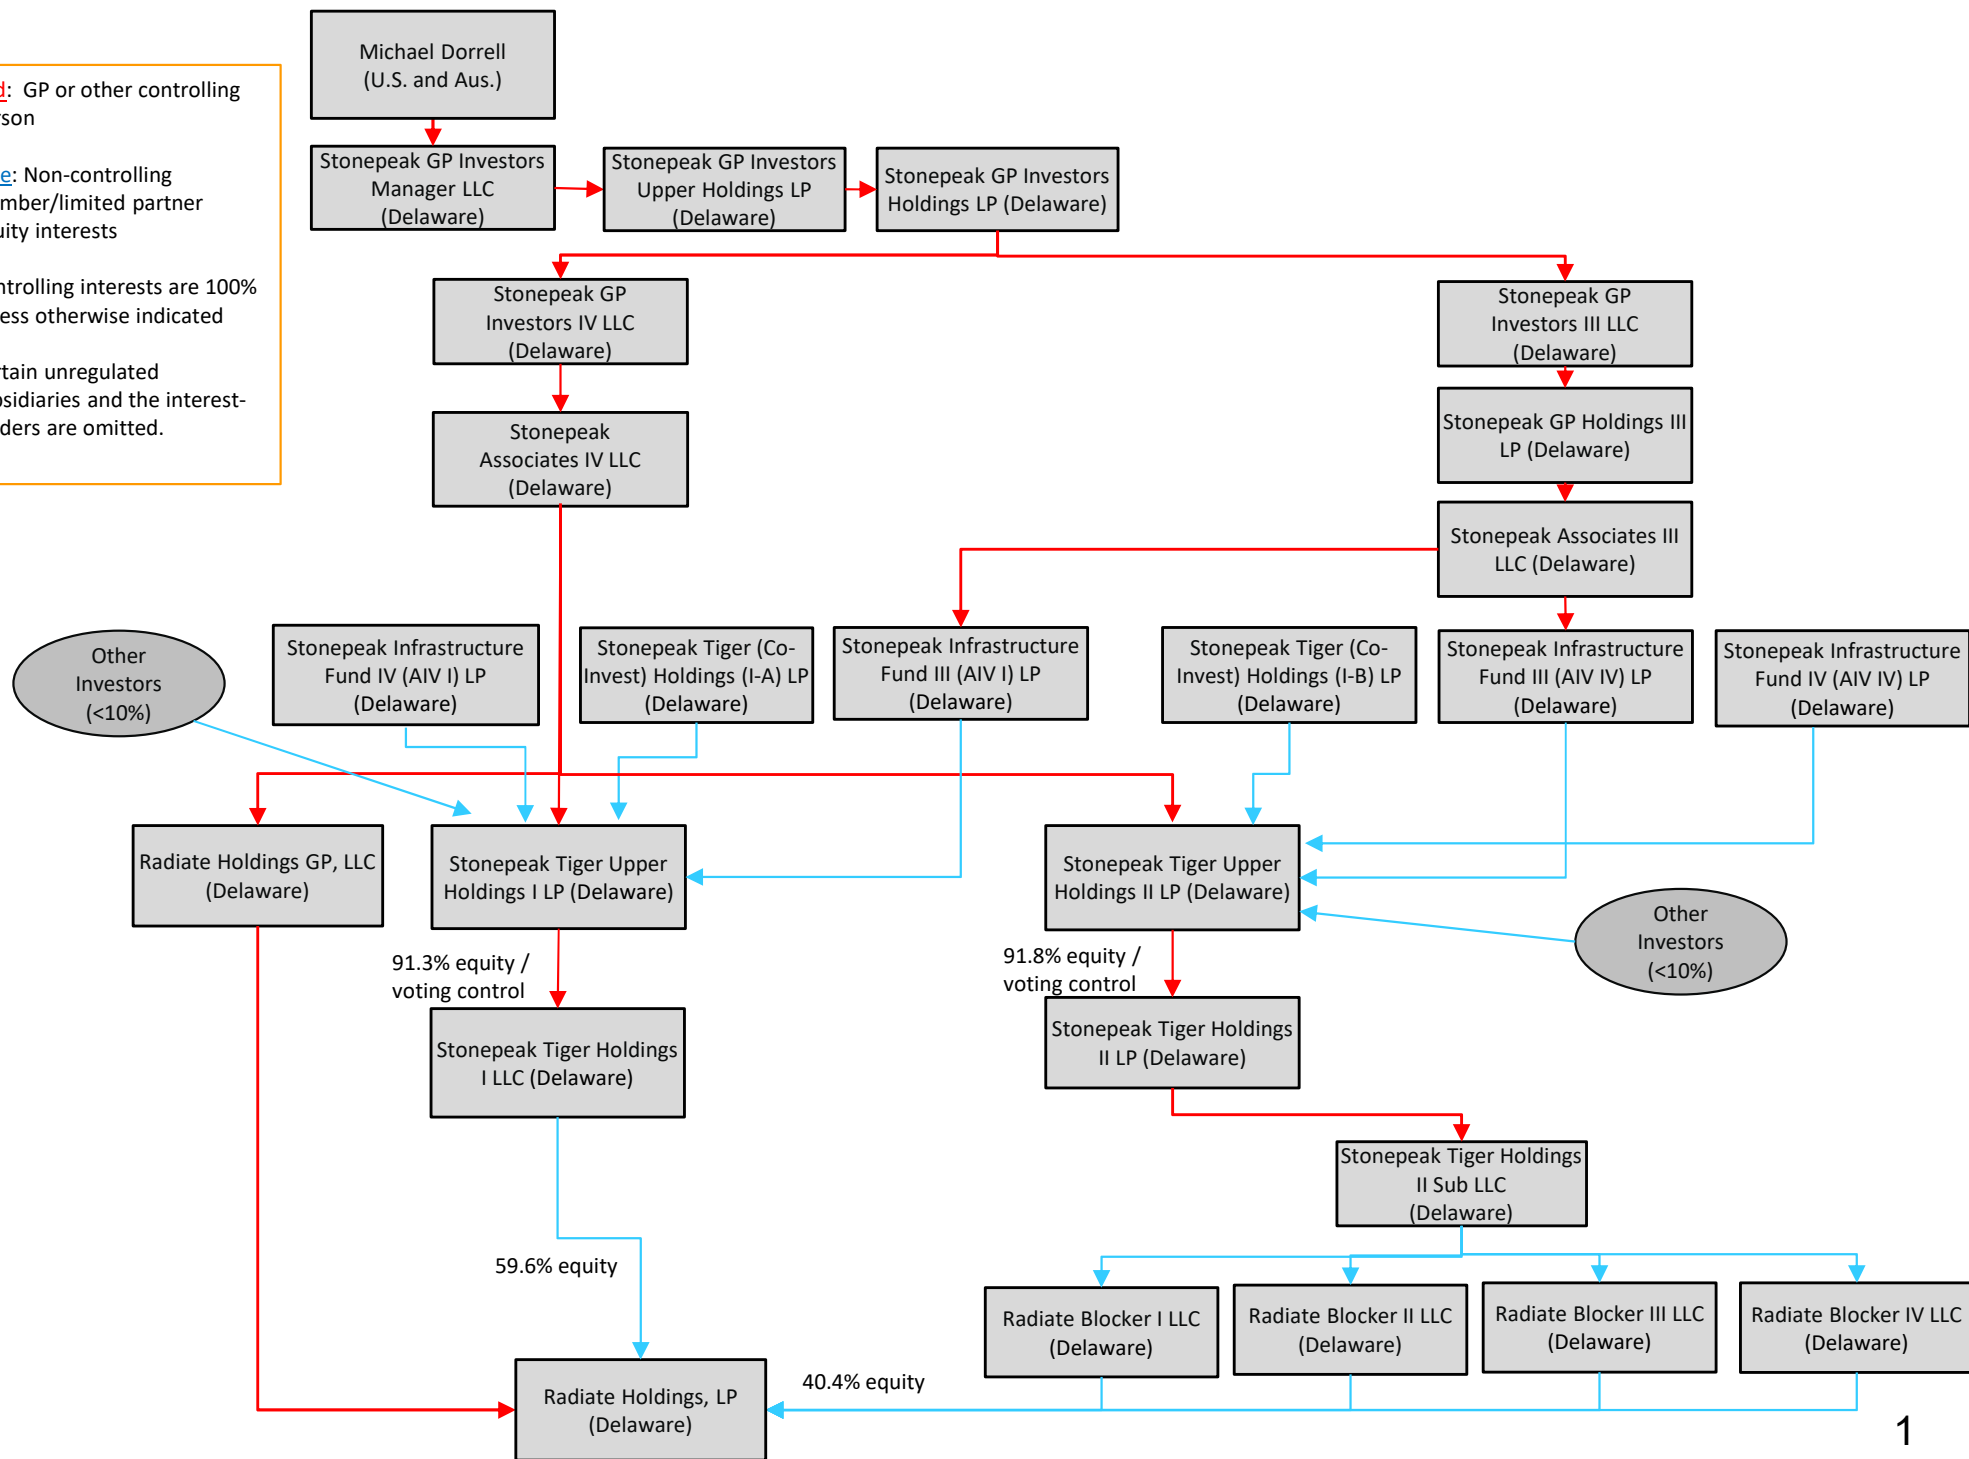 Michael Dorrell
(U.S. and Aus.)
: GP or other controlling
: Non-controlling
/limited partner
interests
interests are 100%
otherwise indicated
unregulated
and the interest-
are omitted.
Stonepeak GP Investors
Manager LLC
(Delaware)
Stonepeak GP Investors
Upper Holdings LP
(Delaware)
Stonepeak GP Investors
Holdings LP (Delaware)
Stonepeak GP
Investors IV LLC
(Delaware)
Stonepeak GP
Investors III LLC
(Delaware)
Stonepeak
Associates IV LLC
(Delaware)
Stonepeak GP Holdings III
LP (Delaware)
Stonepeak Associates III
LLC (Delaware)
Other
Investors
(<10%)
Stonepeak Infrastructure
Fund IV (AIV I) LP
(Delaware)
Stonepeak Tiger (Co-
Invest) Holdings (I-A) LP
(Delaware)
Stonepeak Infrastructure
Fund III (AIV I) LP
(Delaware)
Stonepeak Tiger (Co-
Invest) Holdings (I-B) LP
(Delaware)
Stonepeak Infrastructure
Fund III (AIV IV) LP
(Delaware)
Stonepeak Infrastructure
Fund IV (AIV IV) LP
(Delaware)
Radiate Holdings GP, LLC
(Delaware)
Stonepeak Tiger Upper
Holdings I LP (Delaware)
Stonepeak Tiger Upper
Holdings II LP (Delaware)
Other
Investors
(<10%)
91.3% equity /
voting control
91.8% equity /
voting control
Stonepeak Tiger Holdings
I LLC (Delaware)
Stonepeak Tiger Holdings
II LP (Delaware)
Stonepeak Tiger Holdings
II Sub LLC
(Delaware)
59.6% equity
Radiate Blocker I LLC
(Delaware)
Radiate Blocker II LLC
(Delaware)
Radiate Blocker III LLC
(Delaware)
Radiate Blocker IV LLC
(Delaware)
40.4% equity
Radiate Holdings, LP
(Delaware)
1